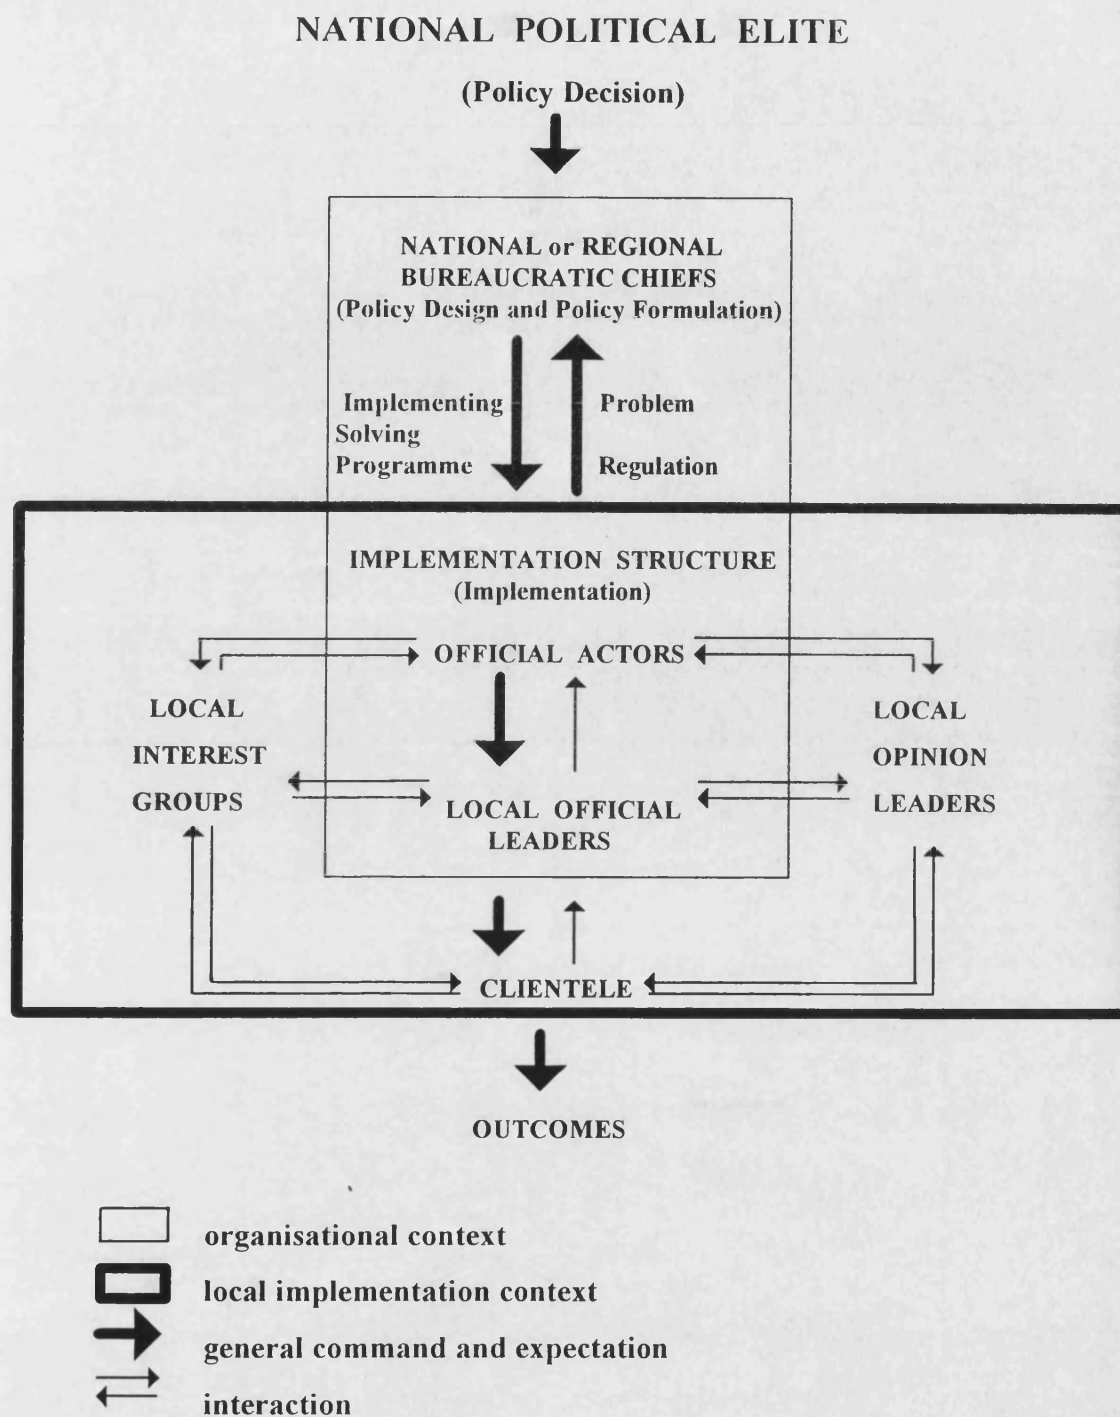 NATIONAL POLITICAL ELITE
(Policy Decision)
NATIONAL or REGIONAL
BUREAUCRATIC CHIEFS
(Policy Design and Policy Formulation)
Implementing Problem
Solving
Programme Regulation
IMPLEMENTATION STRUCTURE
(Implementation)
OFFICIAL ACTORS
LOCAL
INTEREST
GROUPS
LOCAL
OPINION
LEADERS
LOCAL OFFICIAL
LEADERS
CLIENTELE
OUTCOMES
organisational context
local implementation context
general command and expectation
interaction